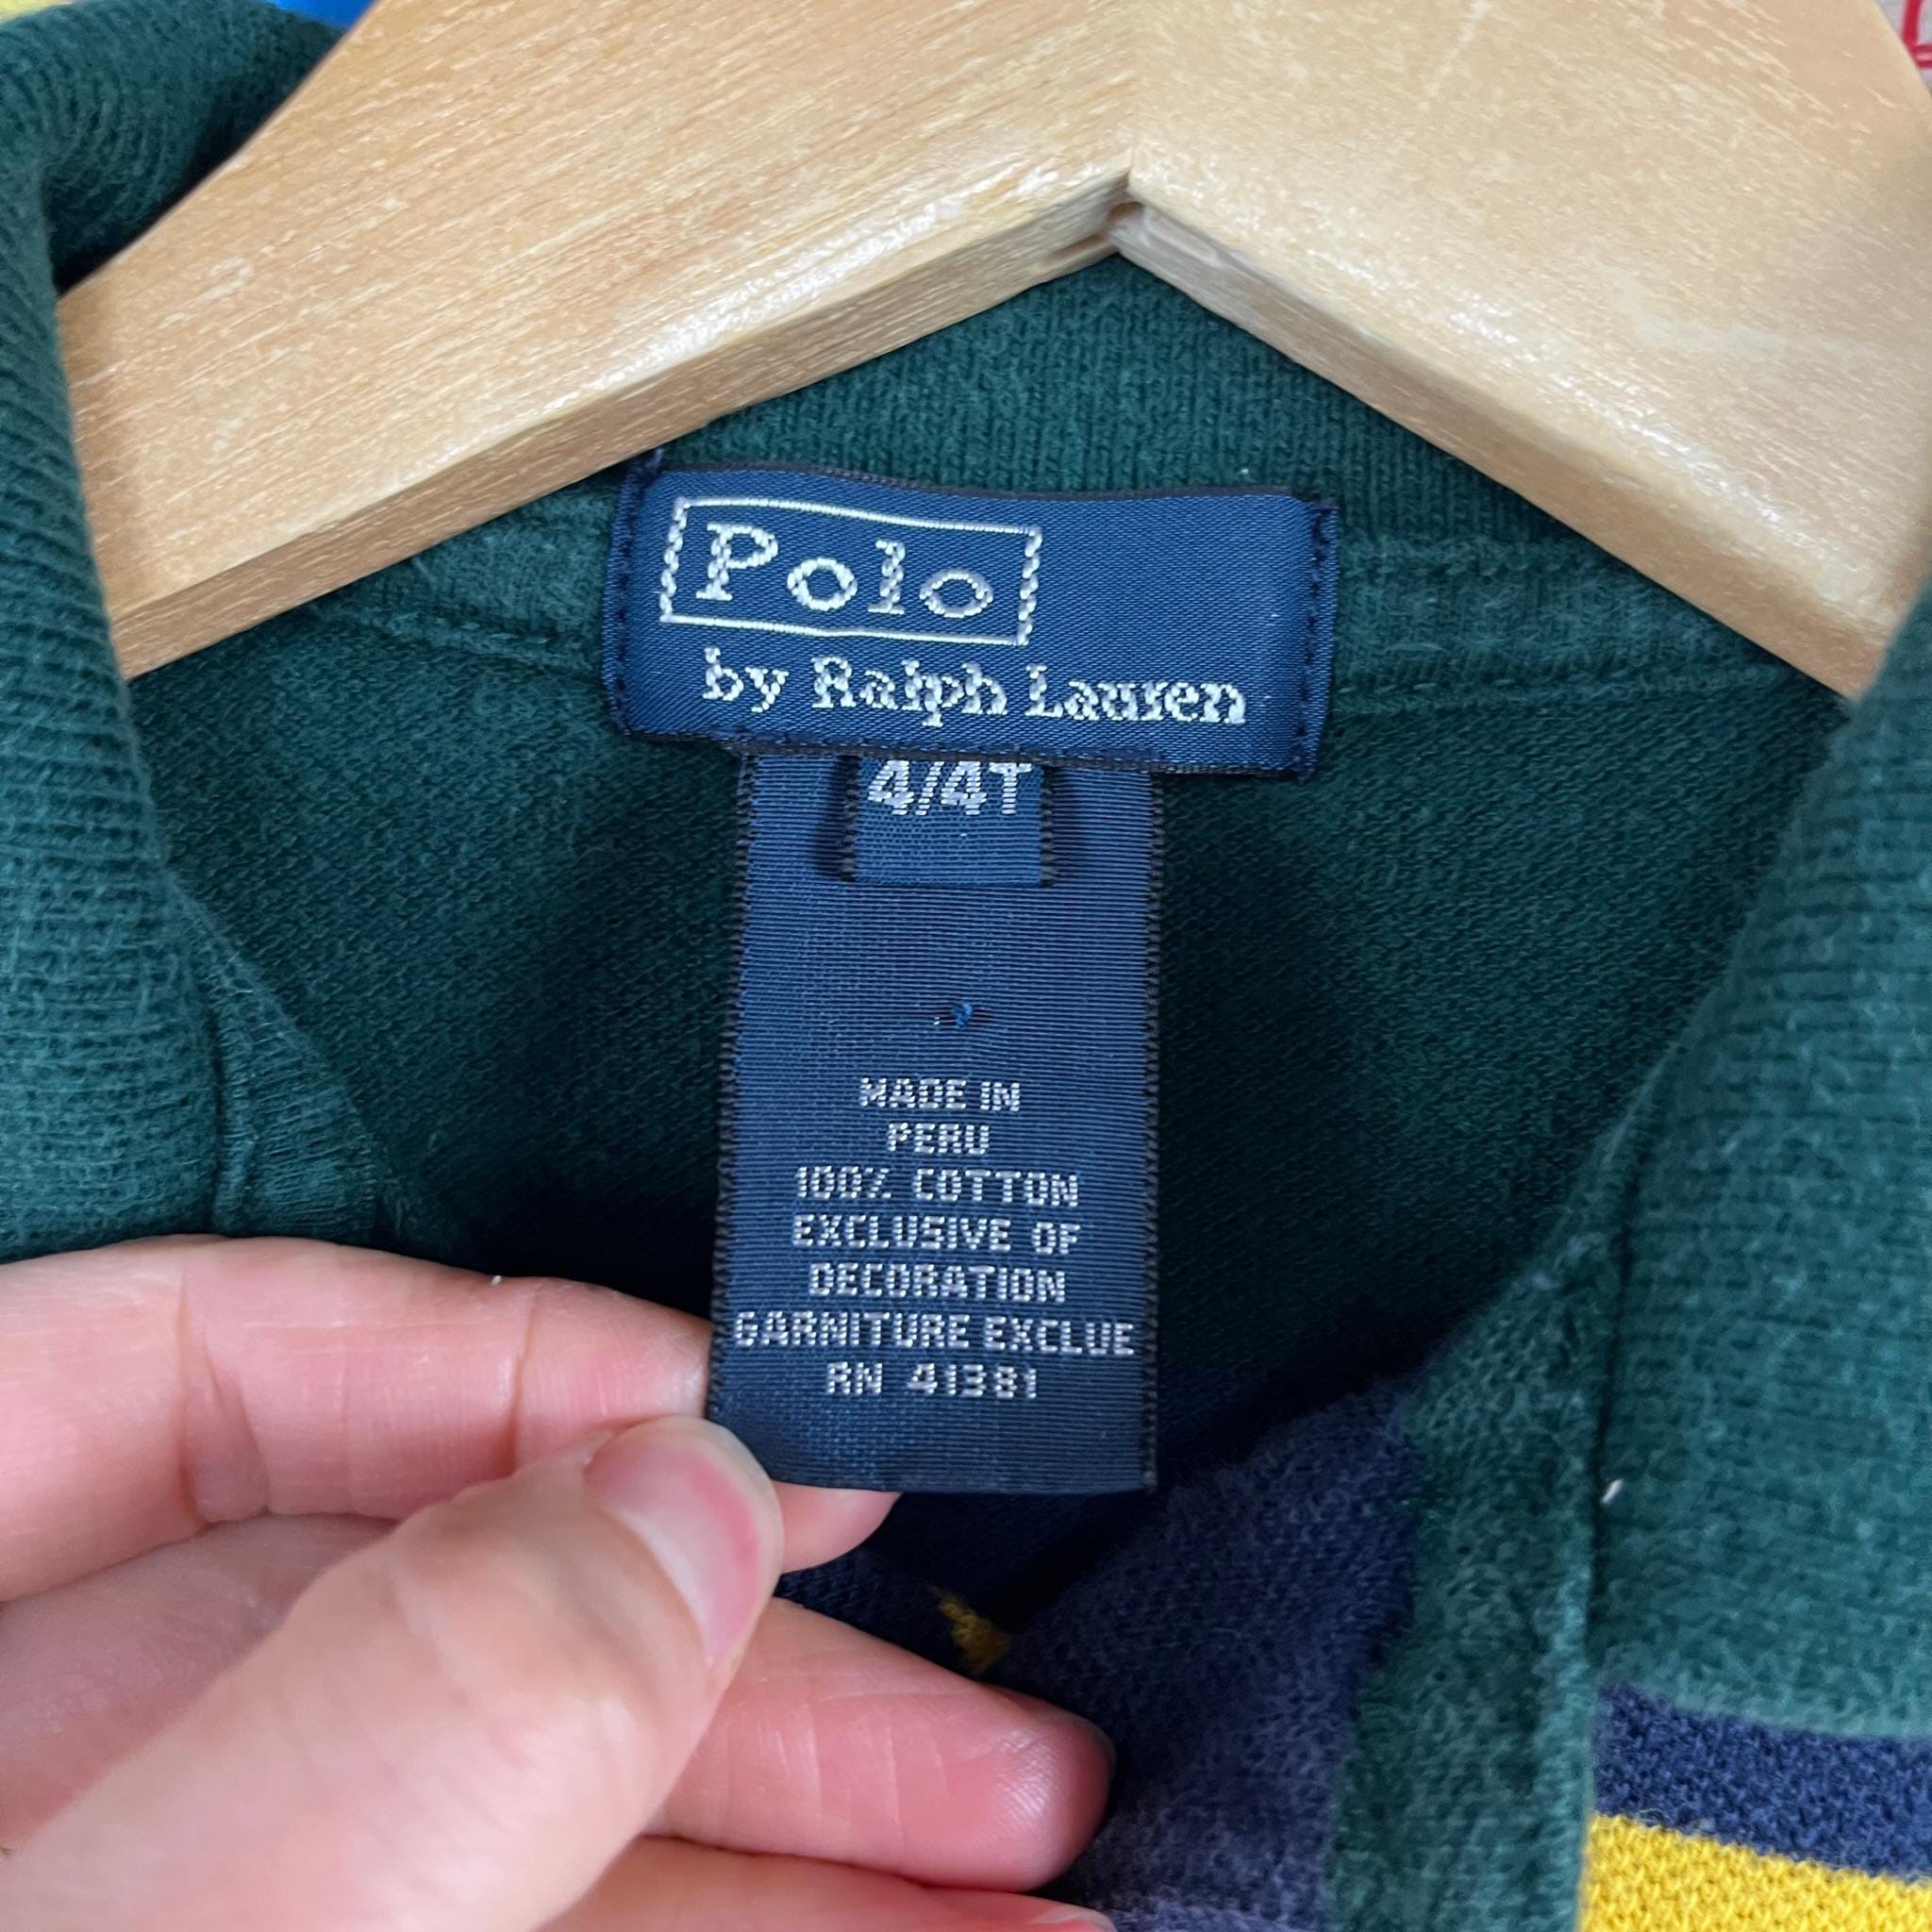 Polo
by Ralph Lauren
4/4T
MADE IN
PERU
100% COTTON
EXCLUSIVE OF
DECORATION
GARNITURE EXCLUE
RN 41381